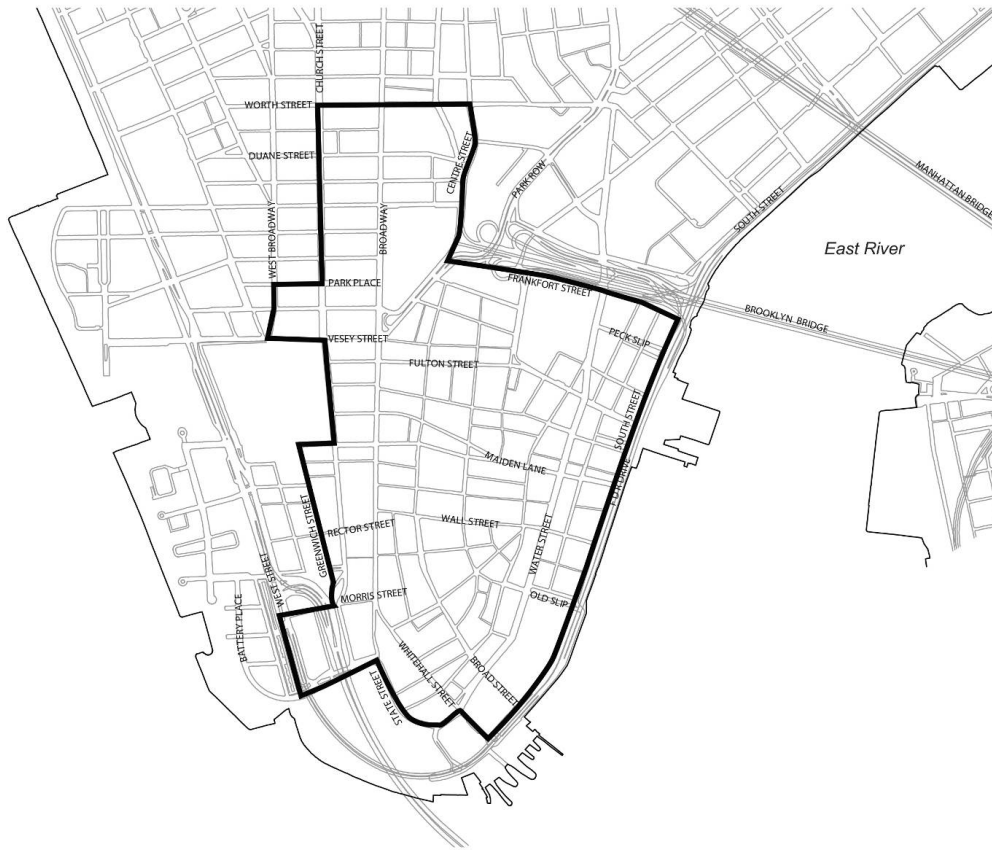 CHURCH STREET
WORTH STREET
DUANE STREET
CENTRE STREET
PARK ROW
MANHATTAN BRIDGE
SOUTH STREET
WEST BROADWAY
BROADWAY
East River
PARK PLACE
FRANKFORT STREET
BROOKLYN BRIDGE
VESEY STREET
PECK SLIP
FULTON STREET
SOUTH STREET
MAIDEN LANE
F D R DRIVE
GREENWICH STREET
RECTOR STREET
WALL STREET
WATER STREET
WEST STREET
MORRIS STREET
OLD SLIP
BATTERY PLACE
WHITEHALL STREET
BROAD STREET
STATE STREET